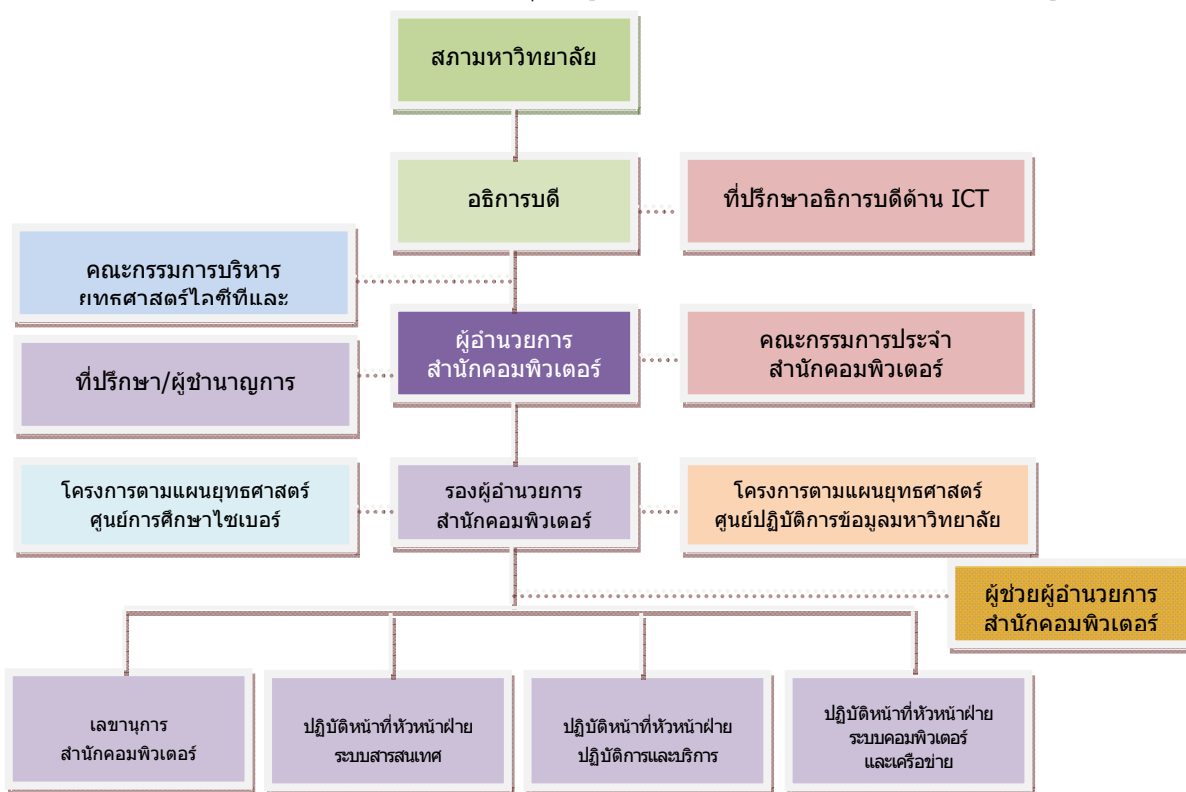 สภามหาวิทยาลัย
อธิการบดี
ที่ปรึกษาอธิการบดีด้าน ICT
คณะกรรมการบริหาร
ยุทธศาสตร์ไอซีทีและ
ผู้อำนวยการ
สำนักคอมพิวเตอร์
คณะกรรมการประจำ
สำนักคอมพิวเตอร์
ที่ปรึกษา/ผู้ชำนาญการ
โครงการตามแผนยุทธศาสตร์
ศูนย์การศึกษาไซเบอร์
รองผู้อำนวยการ
สำนักคอมพิวเตอร์
โครงการตามแผนยุทธศาสตร์
ศูนย์ปฏิบัติการข้อมูลมหาวิทยาลัย
ผู้ช่วยผู้อำนวยการ
สำนักคอมพิวเตอร์
เลขานุการ
สำนักคอมพิวเตอร์
ปฏิบัติหน้าที่หัวหน้าฝ่าย
ระบบสารสนเทศ
ปฏิบัติหน้าที่หัวหน้าฝ่าย
ปฏิบัติการและบริการ
ปฏิบัติหน้าที่หัวหน้าฝ่าย
ระบบคอมพิวเตอร์
และเครือข่าย